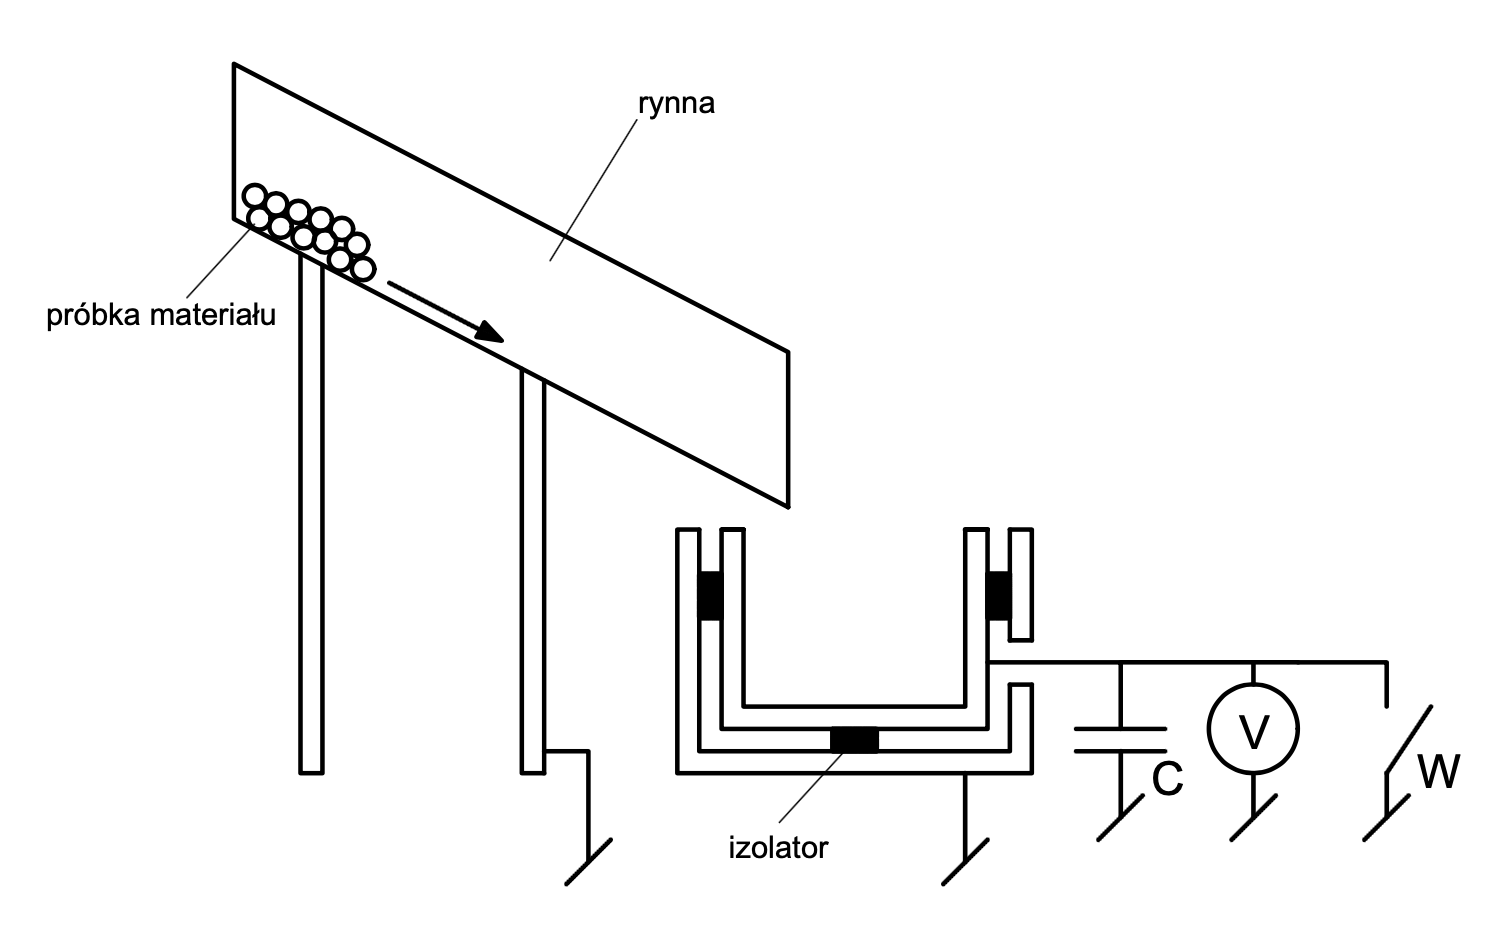 rynna
próbka materiału
V
C
W
izolator